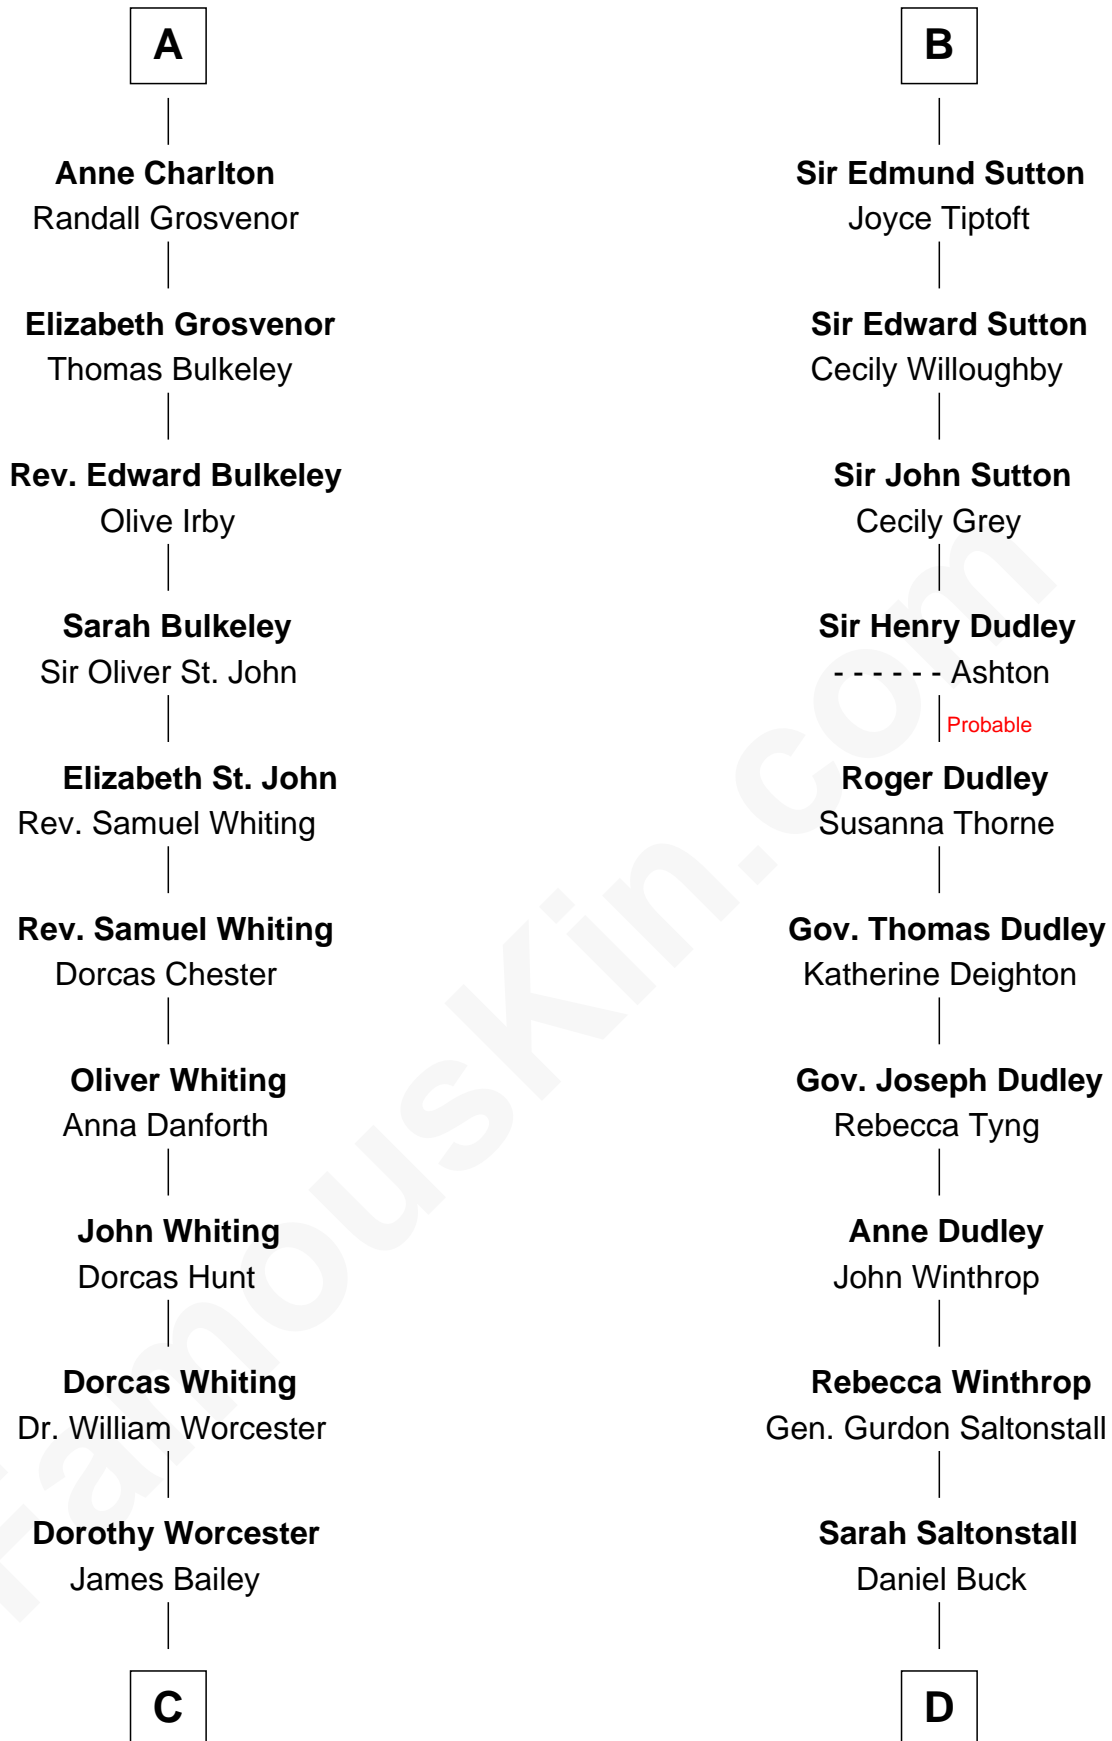 A
Anne Charlton
Randall Grosvenor
Elizabeth Grosvenor
Thomas Bulkeley
Rev. Edward Bulkeley
Olive Irby
Sarah Bulkeley
Sir Oliver St. John
Elizabeth St. John
Rev. Samuel Whiting
Rev. Samuel Whiting
Dorcas Chester
Oliver Whiting
Anna Danforth
John Whiting
Dorcas Hunt
Dorcas Whiting
Dr. William Worcester
Dorothy Worcester
James Bailey
C
B
Sir Edmund Sutton
Joyce Tiptoft
Sir Edward Sutton
Cecily Willoughby
Sir John Sutton
Cecily Grey
Sir Henry Dudley
- - - - - - Ashton
Probable
Roger Dudley
Susanna Thorne
Gov. Thomas Dudley
Katherine Deighton
Gov. Joseph Dudley
Rebecca Tyng
Anne Dudley
John Winthrop
Rebecca Winthrop
Gen. Gurdon Saltonstall
Sarah Saltonstall
Daniel Buck
D
FamousKin.com